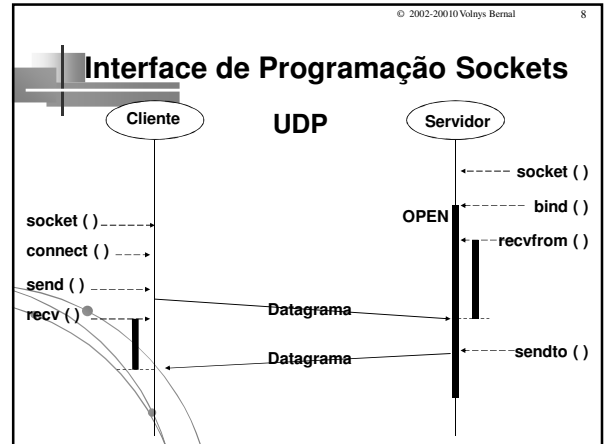 © 2002-20010 Volnys Bernal 8
Interface de Programação Sockets
Cliente UDP Servidor
socket ( )
OPEN bind ( )
socket ( ) recvfrom ( )
connect ( )
send ( )
Datagrama
recv ( )
Datagrama sendto ( )